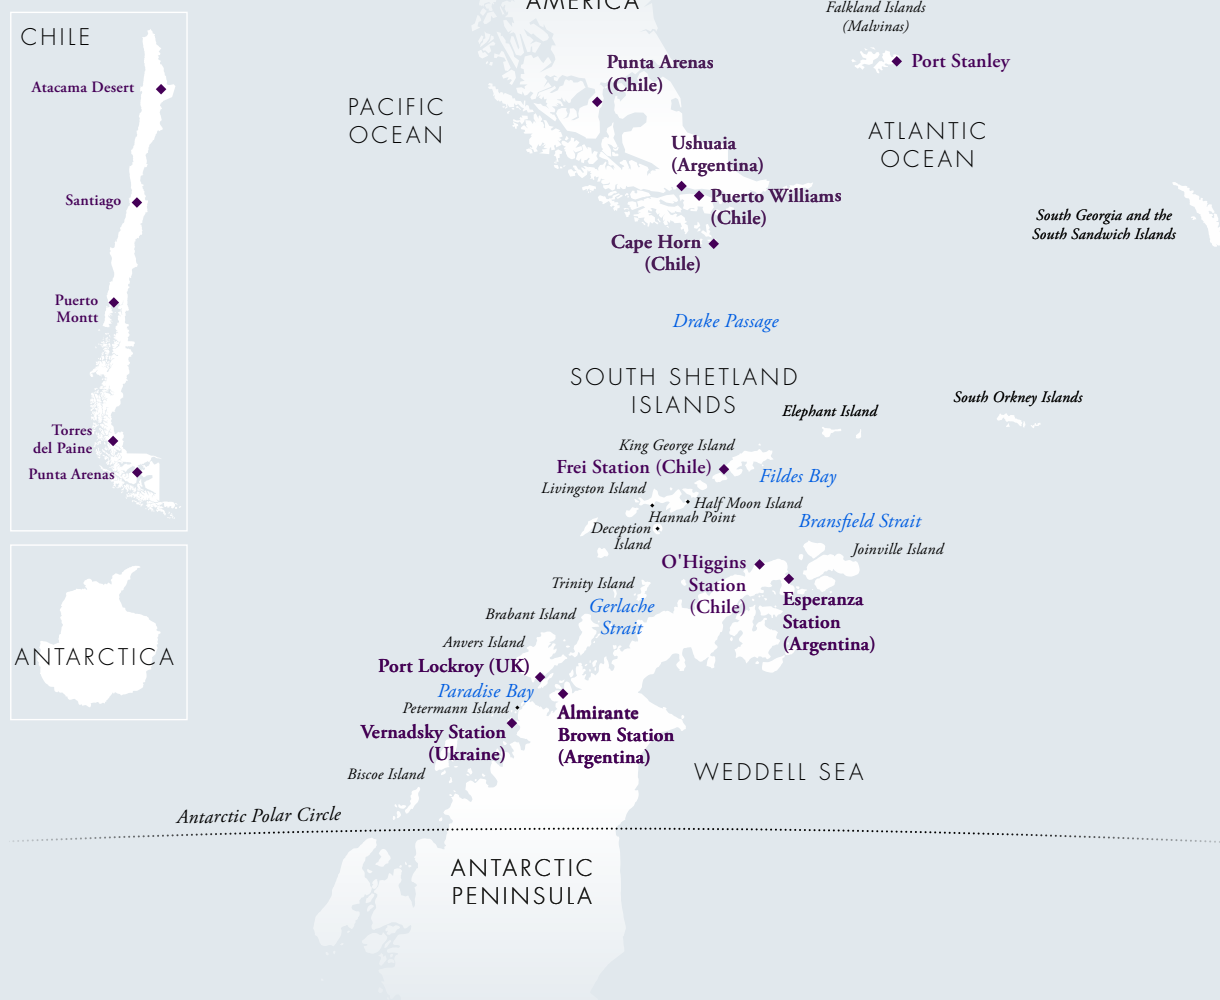 CHILE
Atacama Desert
Santiago
Puerto
Montt
Torres
del Paine
Punta Arenas
ANTARCTICA
AMERICA
Falkland Islands
(Malvinas)
Port Stanley
Punta Arenas
(Chile)
PACIFIC
OCEAN
ATLANTIC
OCEAN
Ushuaia
(Argentina)
Puerto Williams
(Chile)
South Georgia and the
South Sandwich Islands
Cape Horn
(Chile)
Drake Passage
SOUTH SHETLAND
ISLANDS
Elephant Island
South Orkney Islands
King George Island
Frei Station (Chile)
Fildes Bay
Livingston Island
Half Moon Island
Hannah Point
Bransfield Strait
Deception
Island
Joinville Island
O'Higgins
Station
(Chile)
Trinity Island
Esperanza
Station
(Argentina)
Gerlache
Strait
Brabant Island
Anvers Island
Port Lockroy (UK)
Paradise Bay
Petermann Island
Almirante
Brown Station
(Argentina)
Vernadsky Station
(Ukraine)
Biscoe Island
WEDDELL SEA
Antarctic Polar Circle
ANTARCTIC
PENINSULA